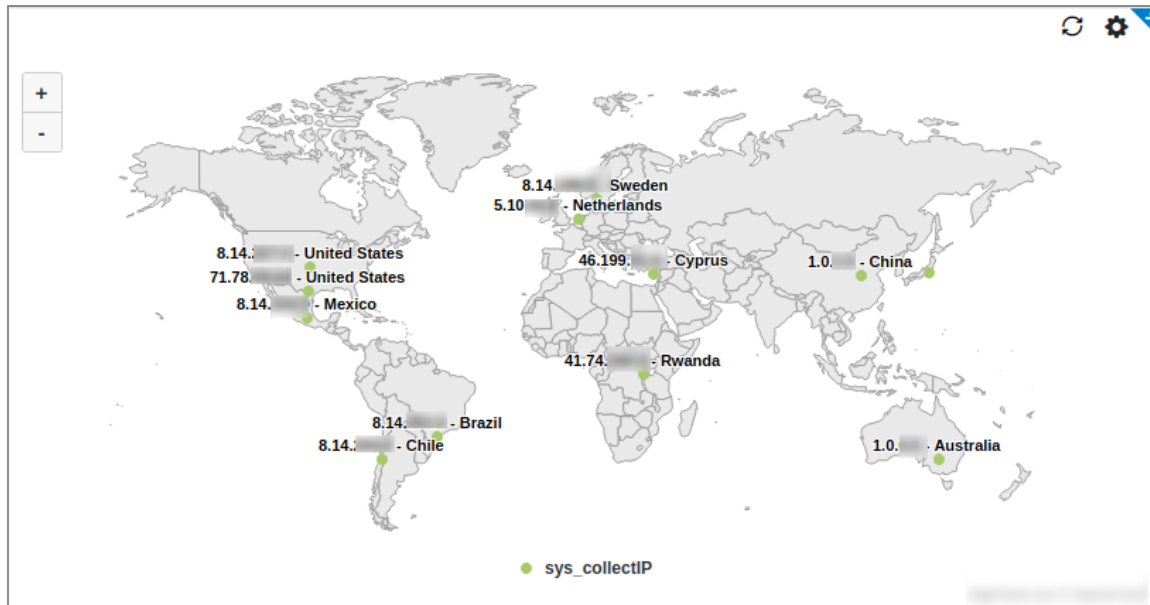 +
-
8.14. Sweden
5.10 - Netherlands
8.14. - United States
46.199. - Cyprus
1.0. - China
71.78. - United States
8.14. - Mexico
41.74. - Rwanda
8.14. - Brazil
8.14. - Chile
1.0. - Australia
sys_collectIP